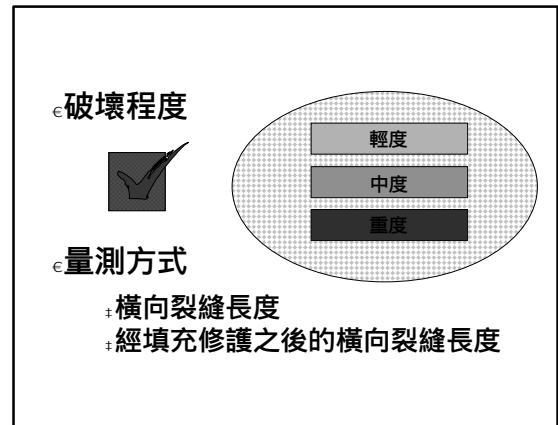 €破壞程度
輕度
中度
重度
€量測方式
‡橫向裂縫長度
‡經填充修護之後的橫向裂縫長度